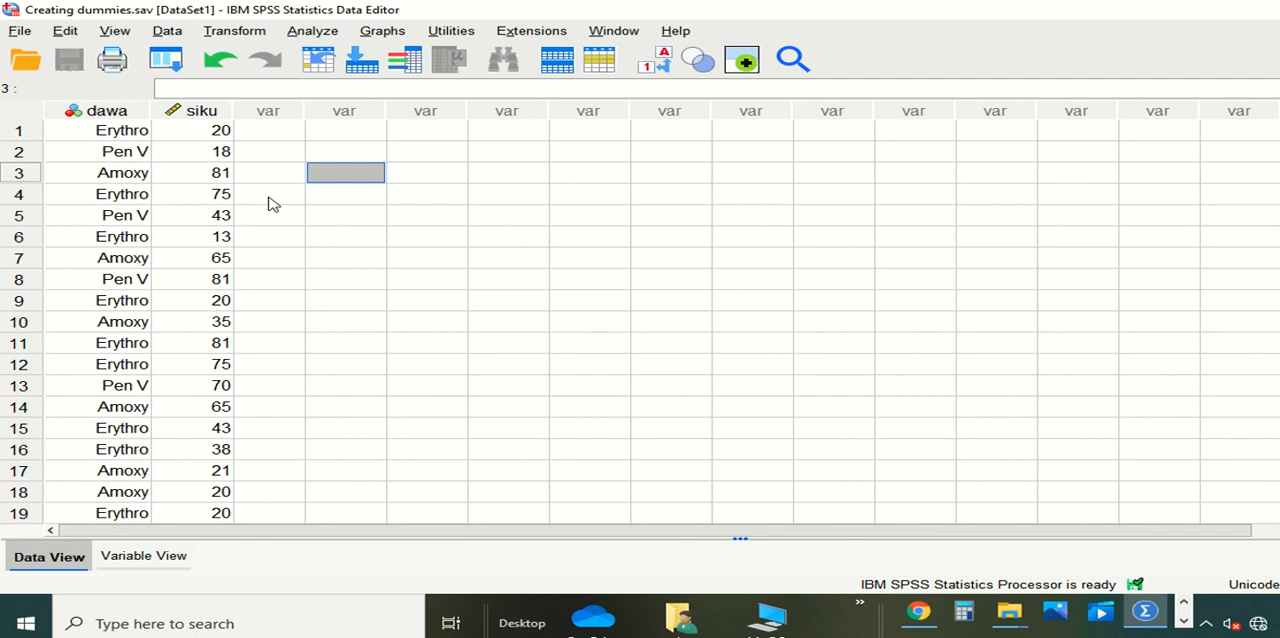 Creating dummies.sav [DataSet1] - IBM SPSS Statistics Data Editor
File Edit View Data Transform Analyze Graphs Utilities Extensions Window Help
3 :
dawa siku var var var var var var var var var var var var var
1 Erythro 20
2 Pen V 18
3 Amoxy 81
4 Erythro 75
5 Pen V 43
6 Erythro 13
7 Amoxy 65
8 Pen V 81
9 Erythro 20
10 Amoxy 35
11 Erythro 81
12 Erythro 75
13 Pen V 70
14 Amoxy 65
15 Erythro 43
16 Erythro 38
17 Amoxy 21
18 Amoxy 20
19 Erythro 20
Data View Variable View
IBM SPSS Statistics Processor is ready Unicode
Type here to search Desktop